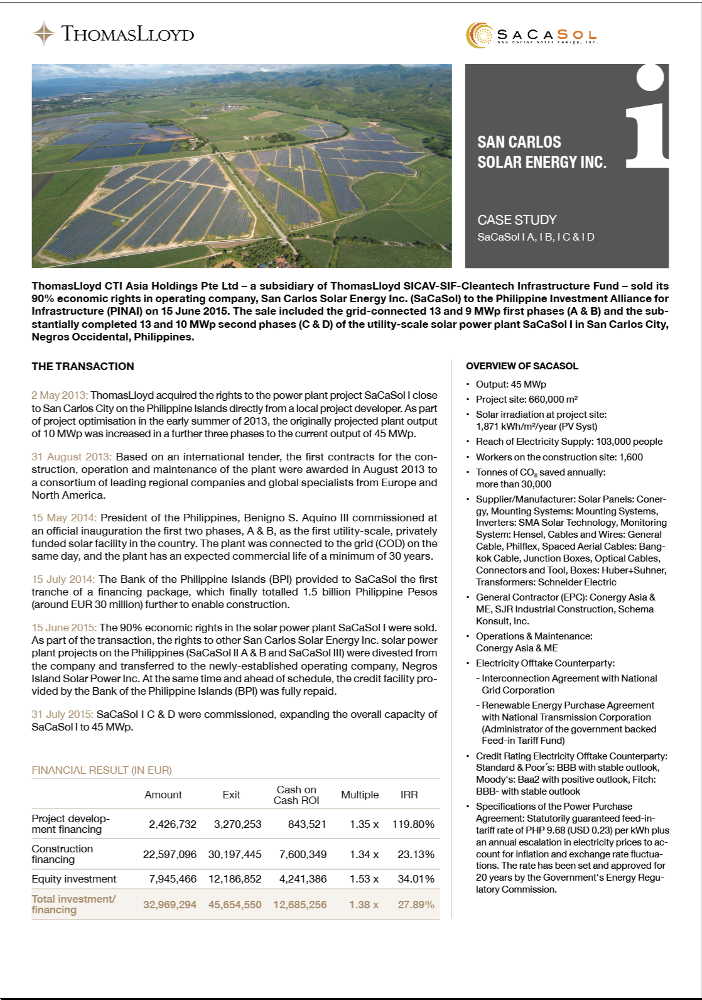 THOMASLLOYD
SACASOL
San Carlos Solar Energy, Inc.
SAN CARLOS
SOLAR ENERGY INC.
i
CASE STUDY
SaCaSol I A, I B, I C & I D
ThomasLloyd CTI Asia Holdings Pte Ltd – a subsidiary of ThomasLloyd SICAV-SIF-Cleantech Infrastructure Fund – sold its
90% economic rights in operating company, San Carlos Solar Energy Inc. (SaCaSol) to the Philippine Investment Alliance for
Infrastructure (PINAI) on 15 June 2015. The sale included the grid-connected 13 and 9 MWp first phases (A & B) and the sub-
stantially completed 13 and 10 MWp second phases (C & D) of the utility-scale solar power plant SaCaSol I in San Carlos City,
Negros Occidental, Philippines.
THE TRANSACTION
2 May 2013: ThomasLloyd acquired the rights to the power plant project SaCaSol I close
to San Carlos City on the Philippine Islands directly from a local project developer. As part
of project optimisation in the early summer of 2013, the originally projected plant output
of 10 MWp was increased in a further three phases to the current output of 45 MWp.
31 August 2013: Based on an international tender, the first contracts for the con-
struction, operation and maintenance of the plant were awarded in August 2013 to
a consortium of leading regional companies and global specialists from Europe and
North America.
15 May 2014: President of the Philippines, Benigno S. Aquino III commissioned at
an official inauguration the first two phases, A & B, as the first utility-scale, privately
funded solar facility in the country. The plant was connected to the grid (COD) on the
same day, and the plant has an expected commercial life of a minimum of 30 years.
15 July 2014: The Bank of the Philippine Islands (BPI) provided to SaCaSol the first
tranche of a financing package, which finally totalled 1.5 billion Philippine Pesos
(around EUR 30 million) further to enable construction.
15 June 2015: The 90% economic rights in the solar power plant SaCaSol I were sold.
As part of the transaction, the rights to other San Carlos Solar Energy Inc. solar power
plant projects on the Philippines (SaCaSol II A & B and SaCaSol III) were divested from
the company and transferred to the newly-established operating company, Negros
Island Solar Power Inc. At the same time and ahead of schedule, the credit facility pro-
vided by the Bank of the Philippine Islands (BPI) was fully repaid.
31 July 2015: SaCaSol I C & D were commissioned, expanding the overall capacity of
SaCaSol I to 45 MWp.
FINANCIAL RESULT (IN EUR)
Amount Exit Cash on Cash ROI Multiple IRR
Project develop-
ment financing 2,426,732 3,270,253 843,521 1.35 x 119.80%
Construction
financing 22,597,096 30,197,445 7,600,349 1.34 x 23.13%
Equity investment 7,945,466 12,186,852 4,241,386 1.53 x 34.01%
Total investment/
financing 32,969,294 45,654,550 12,685,256 1.38 x 27.89%
OVERVIEW OF SACASOL
• Output: 45 MWp
• Project site: 660,000 m²
• Solar irradiation at project site:
1,871 kWh/m²/year (PV Syst)
• Reach of Electricity Supply: 103,000 people
• Workers on the construction site: 1,600
• Tonnes of CO saved annually:
more than 30,000
• Supplier/Manufacturer: Solar Panels: Coner-
gy, Mounting Systems: Mounting Systems,
Inverters: SMA Solar Technology, Monitoring
System: Hensel, Cables and Wires: General
Cable, Philflex, Spaced Aerial Cables: Bang-
kok Cable, Junction Boxes, Optical Cables,
Connectors and Tool, Boxes: Huber+Suhner,
Transformers: Schneider Electric
• General Contractor (EPC): Conergy Asia &
ME, SJR Industrial Construction, Schema
Konsult, Inc.
• Operations & Maintenance:
Conergy Asia & ME
• Electricity Offtake Counterparty:
- Interconnection Agreement with National
Grid Corporation
- Renewable Energy Purchase Agreement
with National Transmission Corporation
(Administrator of the government backed
Feed-in Tariff Fund)
• Credit Rating Electricity Offtake Counterparty:
Standard & Poor´s: BBB with stable outlook,
Moody‘s: Baa2 with positive outlook, Fitch:
BBB- with stable outlook
• Specifications of the Power Purchase
Agreement: Statutorily guaranteed feed-in-
tariff rate of PHP 9.68 (USD 0.23) per kWh plus
an annual escalation in electricity prices to ac-
count for inflation and exchange rate fluctua-
tions. The rate has been set and approved for
20 years by the Government‘s Energy Regu-
latory Commission.